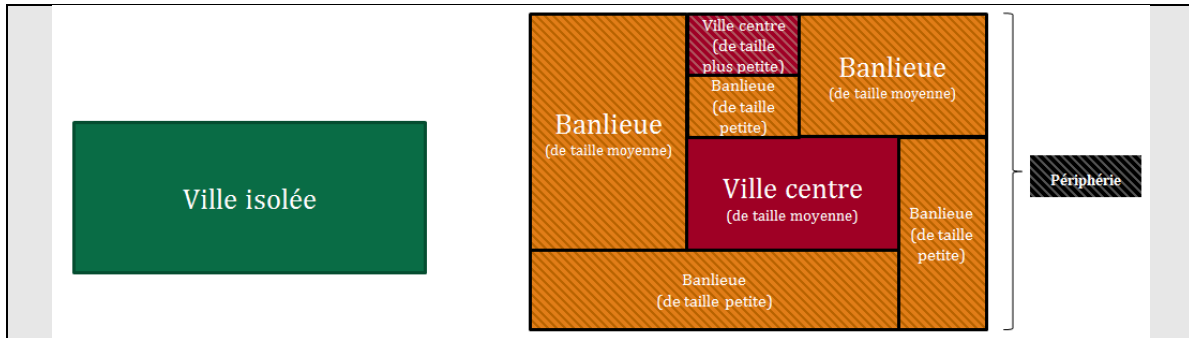 Ville isolée
Banlieue
(de taille moyenne)
Ville centre
(de taille
plus petite)
Banlieue
(de taille
petite)
Banlieue
(de taille moyenne)
Ville centre
(de taille moyenne)
Banlieue
(de taille
petite)
Banlieue
(de taille petite)
Périphérie